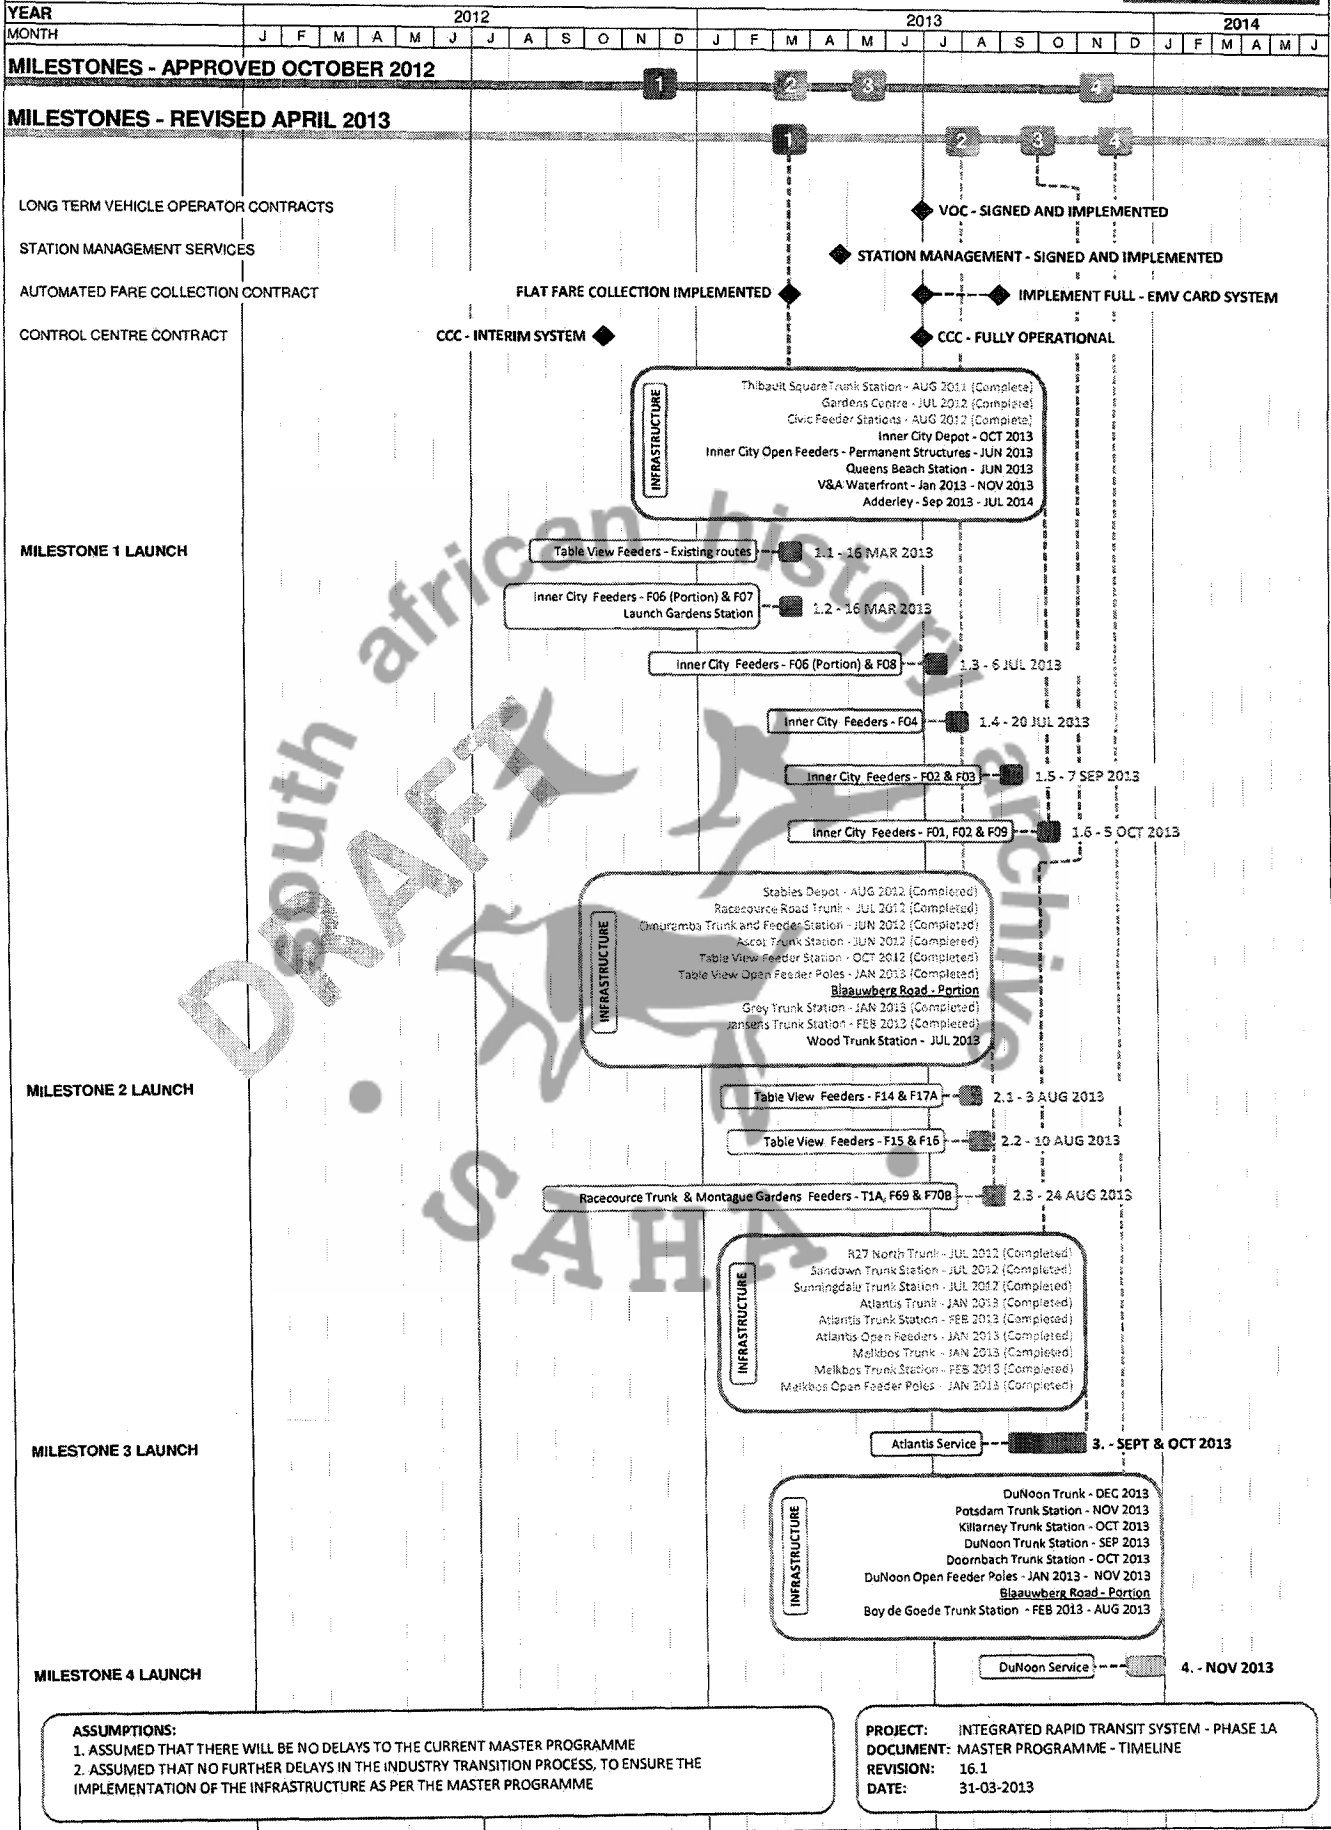 YEAR 2012 2013 2014
MONTH J F M A M J J A S O N D J F M A M J J A S O N D J F M A M J
MILESTONES - APPROVED OCTOBER 2012
1 2 3 4
MILESTONES - REVISED APRIL 2013
1 2 3 4
LONG TERM VEHICLE OPERATOR CONTRACTS
VOC - SIGNED AND IMPLEMENTED
STATION MANAGEMENT SERVICES
STATION MANAGEMENT - SIGNED AND IMPLEMENTED
AUTOMATED FARE COLLECTION CONTRACT
FLAT FARE COLLECTION IMPLEMENTED
IMPLEMENT FULL - EMV CARD SYSTEM
CONTROL CENTRE CONTRACT
CCC - INTERIM SYSTEM
CCC - FULLY OPERATIONAL
INFRASTRUCTURE
Thibault Square Trunk Station - AUG 2011 (Complete)
Gardens Centre - JUL 2012 (Complete)
Civic Feeder Stations - AUG 2012 (Complete)
Inner City Depot - OCT 2013
Inner City Open Feeders - Permanent Structures - JUN 2013
Queens Beach Station - JUN 2013
V&A Waterfront - Jan 2013 - NOV 2013
Adderley - Sep 2013 - JUL 2014
MILESTONE 1 LAUNCH
Table View Feeders - Existing routes
1.1 - 16 MAR 2013
Inner City Feeders - F06 (Portion) & F07
Launch Gardens Station
1.2 - 16 MAR 2013
Inner City Feeders - F06 (Portion) & F08
1.3 - 6 JUL 2013
Inner City Feeders - F04
1.4 - 20 JUL 2013
Inner City Feeders - F02 & F03
1.5 - 7 SEP 2013
Inner City Feeders - F01, F02 & F09
1.6 - 5 OCT 2013
INFRASTRUCTURE
Stables Depot - AUG 2012 (Completed)
Racecource Road Trunk - JUL 2012 (Completed)
Omuramba Trunk and Feeder Station - JUN 2012 (Completed)
Ascot Trunk Station - JUN 2012 (Completed)
Table View Feeder Station - OCT 2012 (Completed)
Table View Open Feeder Poles - JAN 2013 (Completed)
Blaauwberg Road - Portion
Grey Trunk Station - JAN 2013 (Completed)
Jansens Trunk Station - FEB 2013 (Completed)
Wood Trunk Station - JUL 2013
MILESTONE 2 LAUNCH
Table View Feeders - F14 & F17A
2.1 - 3 AUG 2013
Table View Feeders - F15 & F16
2.2 - 10 AUG 2013
Racecource Trunk & Montague Gardens Feeders - T1A, F69 & F70B
2.3 - 24 AUG 2013
INFRASTRUCTURE
R27 North Trunk - JUL 2012 (Completed)
Sandown Trunk Station - JUL 2012 (Completed)
Sunningdale Trunk Station - JUL 2012 (Completed)
Atlantis Trunk - JAN 2013 (Completed)
Atlantis Trunk Station - FEB 2013 (Completed)
Atlantis Open Feeders - JAN 2013 (Completed)
Melkbos Trunk - JAN 2013 (Completed)
Melkbos Trunk Station - FEB 2013 (Completed)
Melkbos Open Feeder Poles - JAN 2013 (Completed)
MILESTONE 3 LAUNCH
Atlantis Service
3. - SEPT & OCT 2013
INFRASTRUCTURE
DuNoon Trunk - DEC 2013
Potsdam Trunk Station - NOV 2013
Killarney Trunk Station - OCT 2013
DuNoon Trunk Station - SEP 2013
Doornbach Trunk Station - OCT 2013
DuNoon Open Feeder Poles - JAN 2013 - NOV 2013
Blaauwberg Road - Portion
Boy de Goede Trunk Station - FEB 2013 - AUG 2013
MILESTONE 4 LAUNCH
DuNoon Service
4. - NOV 2013
ASSUMPTIONS:
1. ASSUMED THAT THERE WILL BE NO DELAYS TO THE CURRENT MASTER PROGRAMME
2. ASSUMED THAT NO FURTHER DELAYS IN THE INDUSTRY TRANSITION PROCESS, TO ENSURE THE
IMPLEMENTATION OF THE INFRASTRUCTURE AS PER THE MASTER PROGRAMME
PROJECT: INTEGRATED RAPID TRANSIT SYSTEM - PHASE 1A
DOCUMENT: MASTER PROGRAMME - TIMELINE
REVISION: 16.1
DATE: 31-03-2013
DRAFT
south african history archive
SAHA